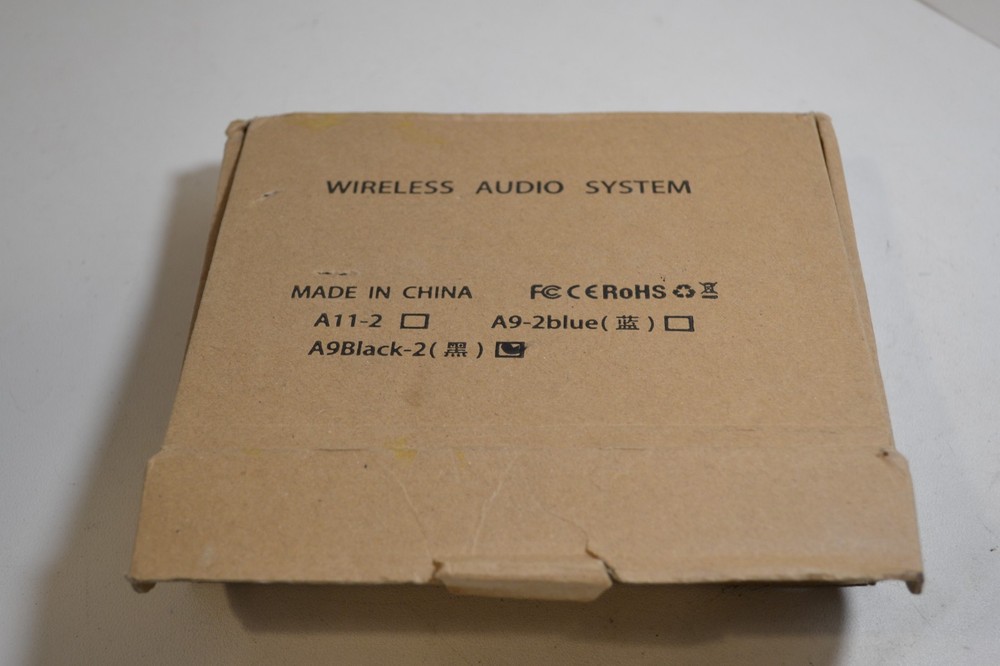 WIRELESS AUDIO SYSTEM
MADE IN CHINA FC CE RoHS
A11-2 A9-2blue(蓝)
A9Black-2(黑)